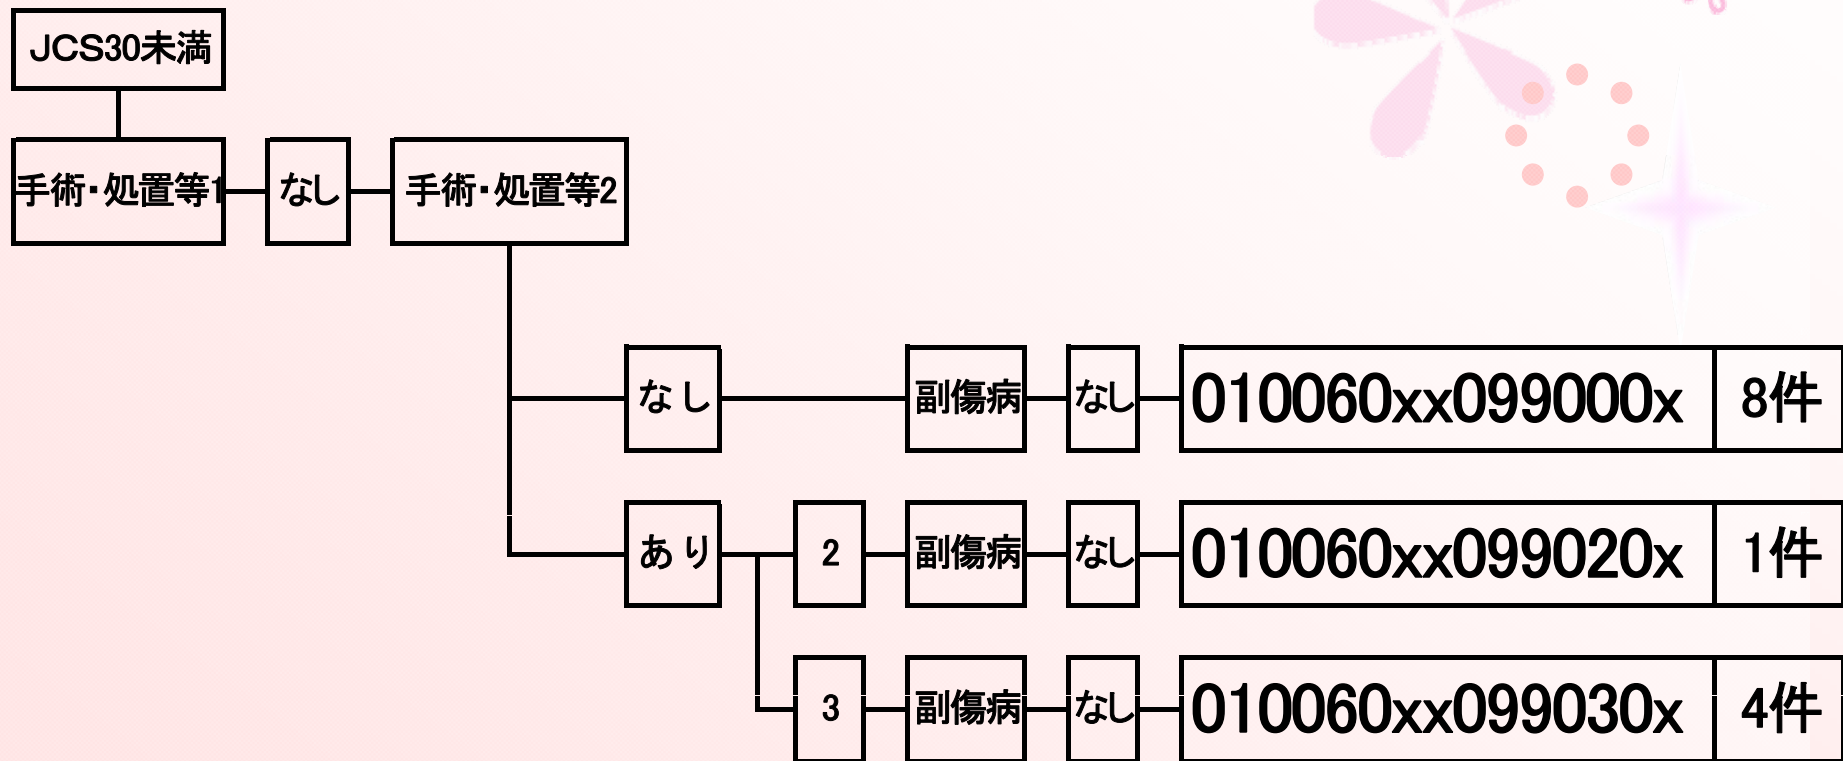 JCS30未満
手術・処置等1 なし 手術・処置等2
なし 副傷病 なし 010060xx099000x 8件
あり 2 副傷病 なし 010060xx099020x 1件
3 副傷病 なし 010060xx099030x 4件